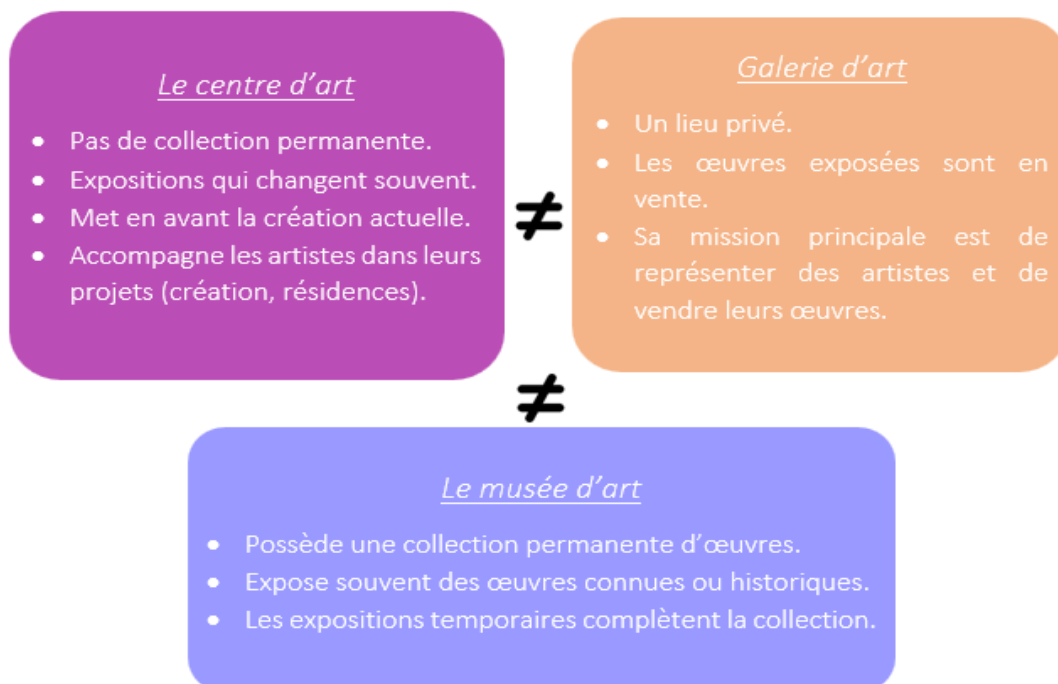 Le centre d'art
• Pas de collection permanente.
• Expositions qui changent souvent.
• Met en avant la création actuelle.
• Accompagne les artistes dans leurs
projets (création, résidences).
≠
Galerie d'art
• Un lieu privé.
• Les œuvres exposées sont en
vente.
• Sa mission principale est de
représenter des artistes et de
vendre leurs œuvres.
≠
Le musée d'art
• Possède une collection permanente d'œuvres.
• Expose souvent des œuvres connues ou historiques.
• Les expositions temporaires complètent la collection.